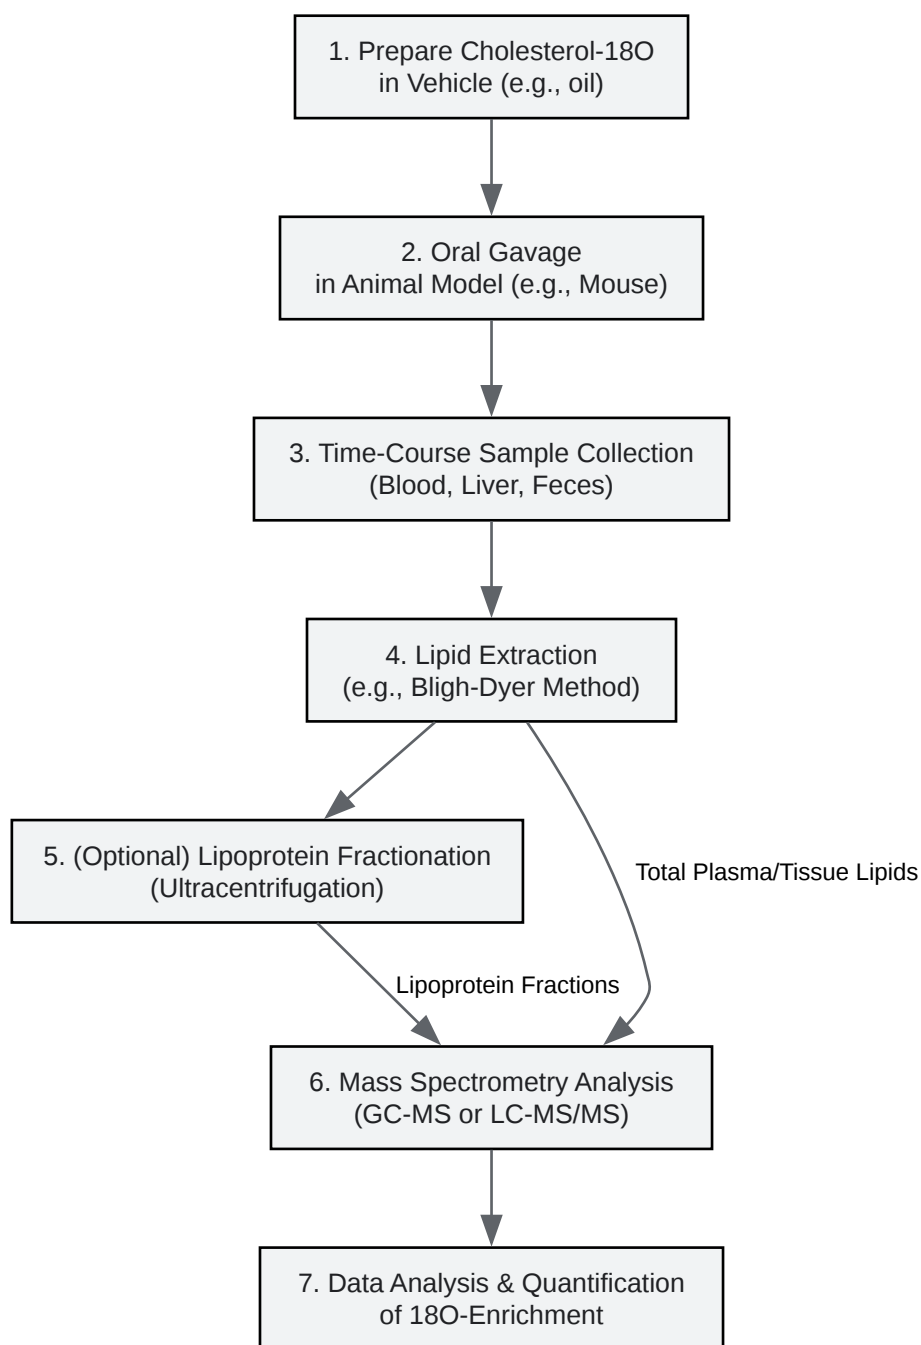 1. Prepare Cholesterol-18O
in Vehicle (e.g., oil)
2. Oral Gavage
in Animal Model (e.g., Mouse)
3. Time-Course Sample Collection
(Blood, Liver, Feces)
4. Lipid Extraction
(e.g., Bligh-Dyer Method)
5. (Optional) Lipoprotein Fractionation
(Ultracentrifugation)
Total Plasma/Tissue Lipids
Lipoprotein Fractions
6. Mass Spectrometry Analysis
(GC-MS or LC-MS/MS)
7. Data Analysis & Quantification
of 18O-Enrichment